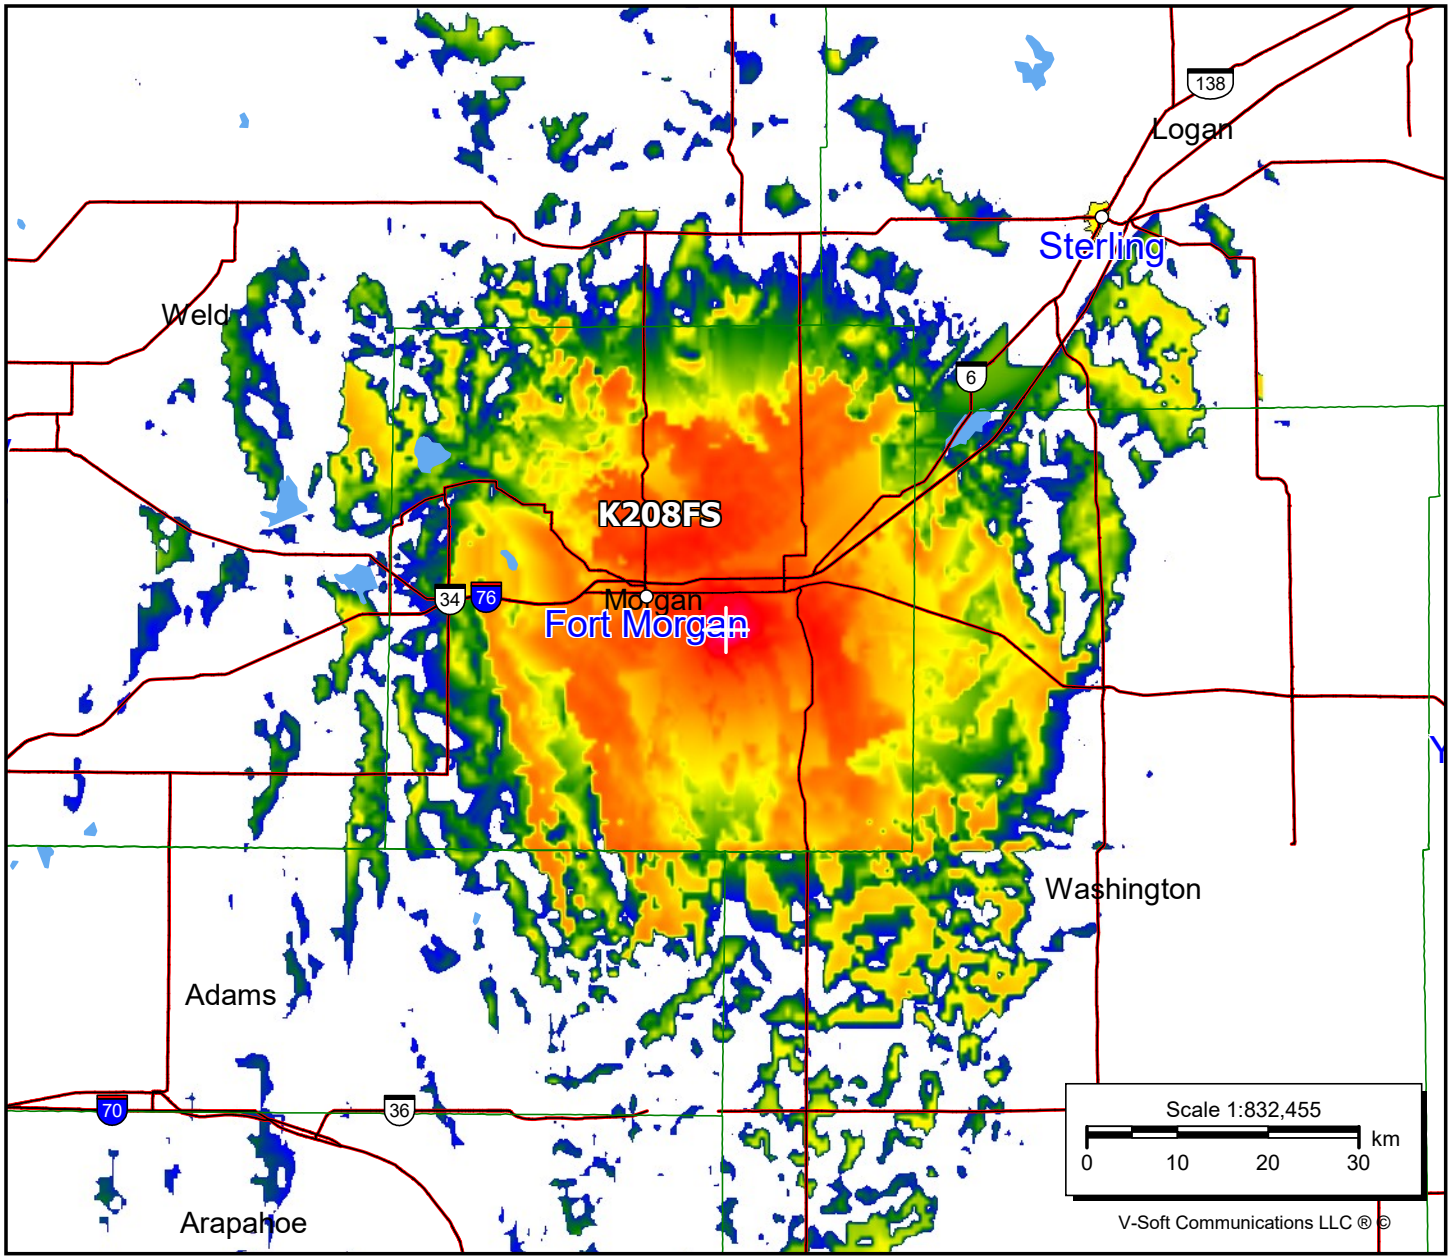 138
Logan
Sterling
Weld
6
K208FS
34
76
Morgan
Fort Morgan
Y
Washington
Adams
70
36
Scale 1:832,455
km
0 10 20 30
Arapahoe
V-Soft Communications LLC ® ©